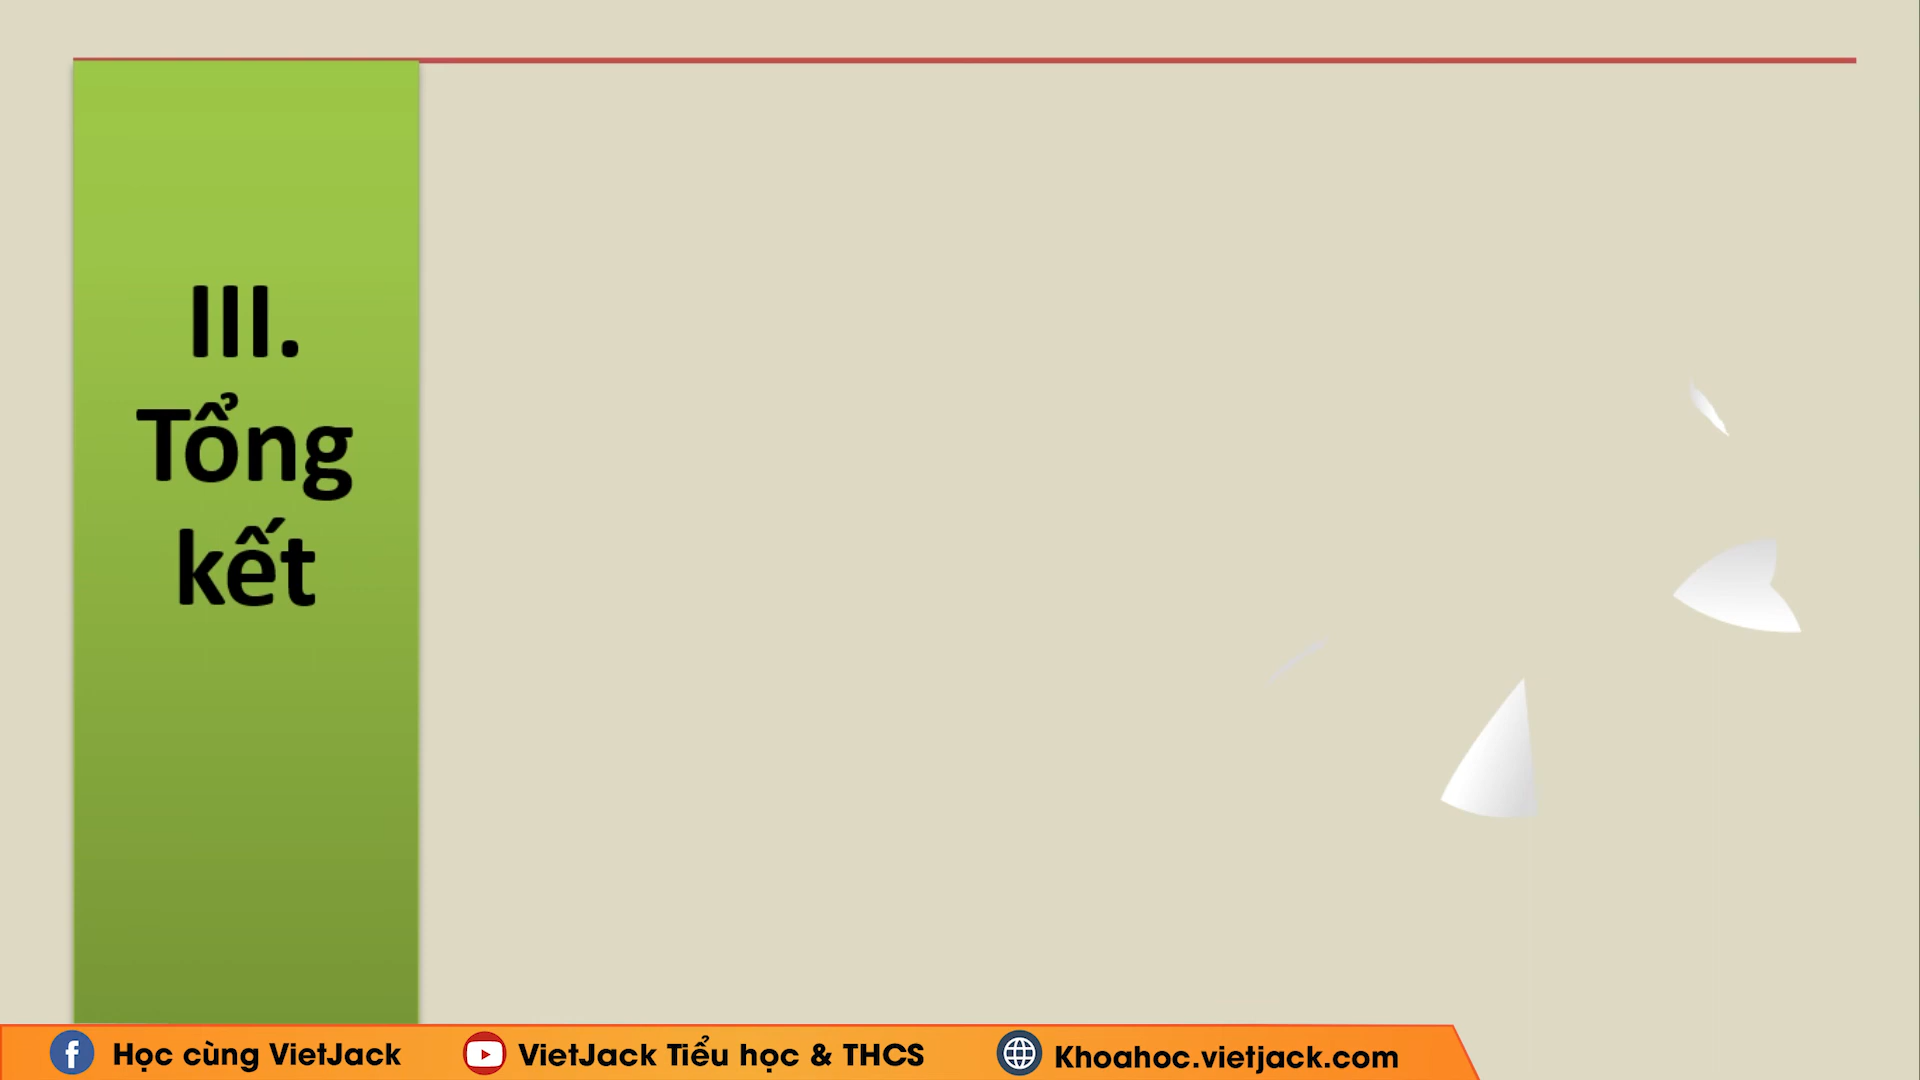 III.
Tổng
kết
Học cùng VietJack
VietJack Tiểu học & THCS
Khoahoc.vietjack.com